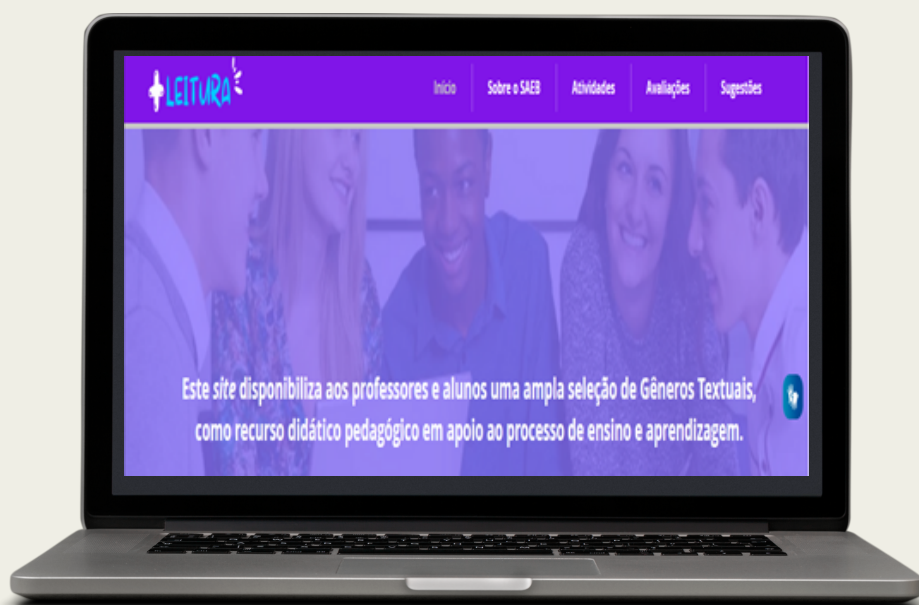 +LEITURA
Início
Sobre o SAEB
Atividades
Avaliações
Sugestões
Este site disponibiliza aos professores e alunos uma ampla seleção de Gêneros Textuais,
como recurso didático pedagógico em apoio ao processo de ensino e aprendizagem.